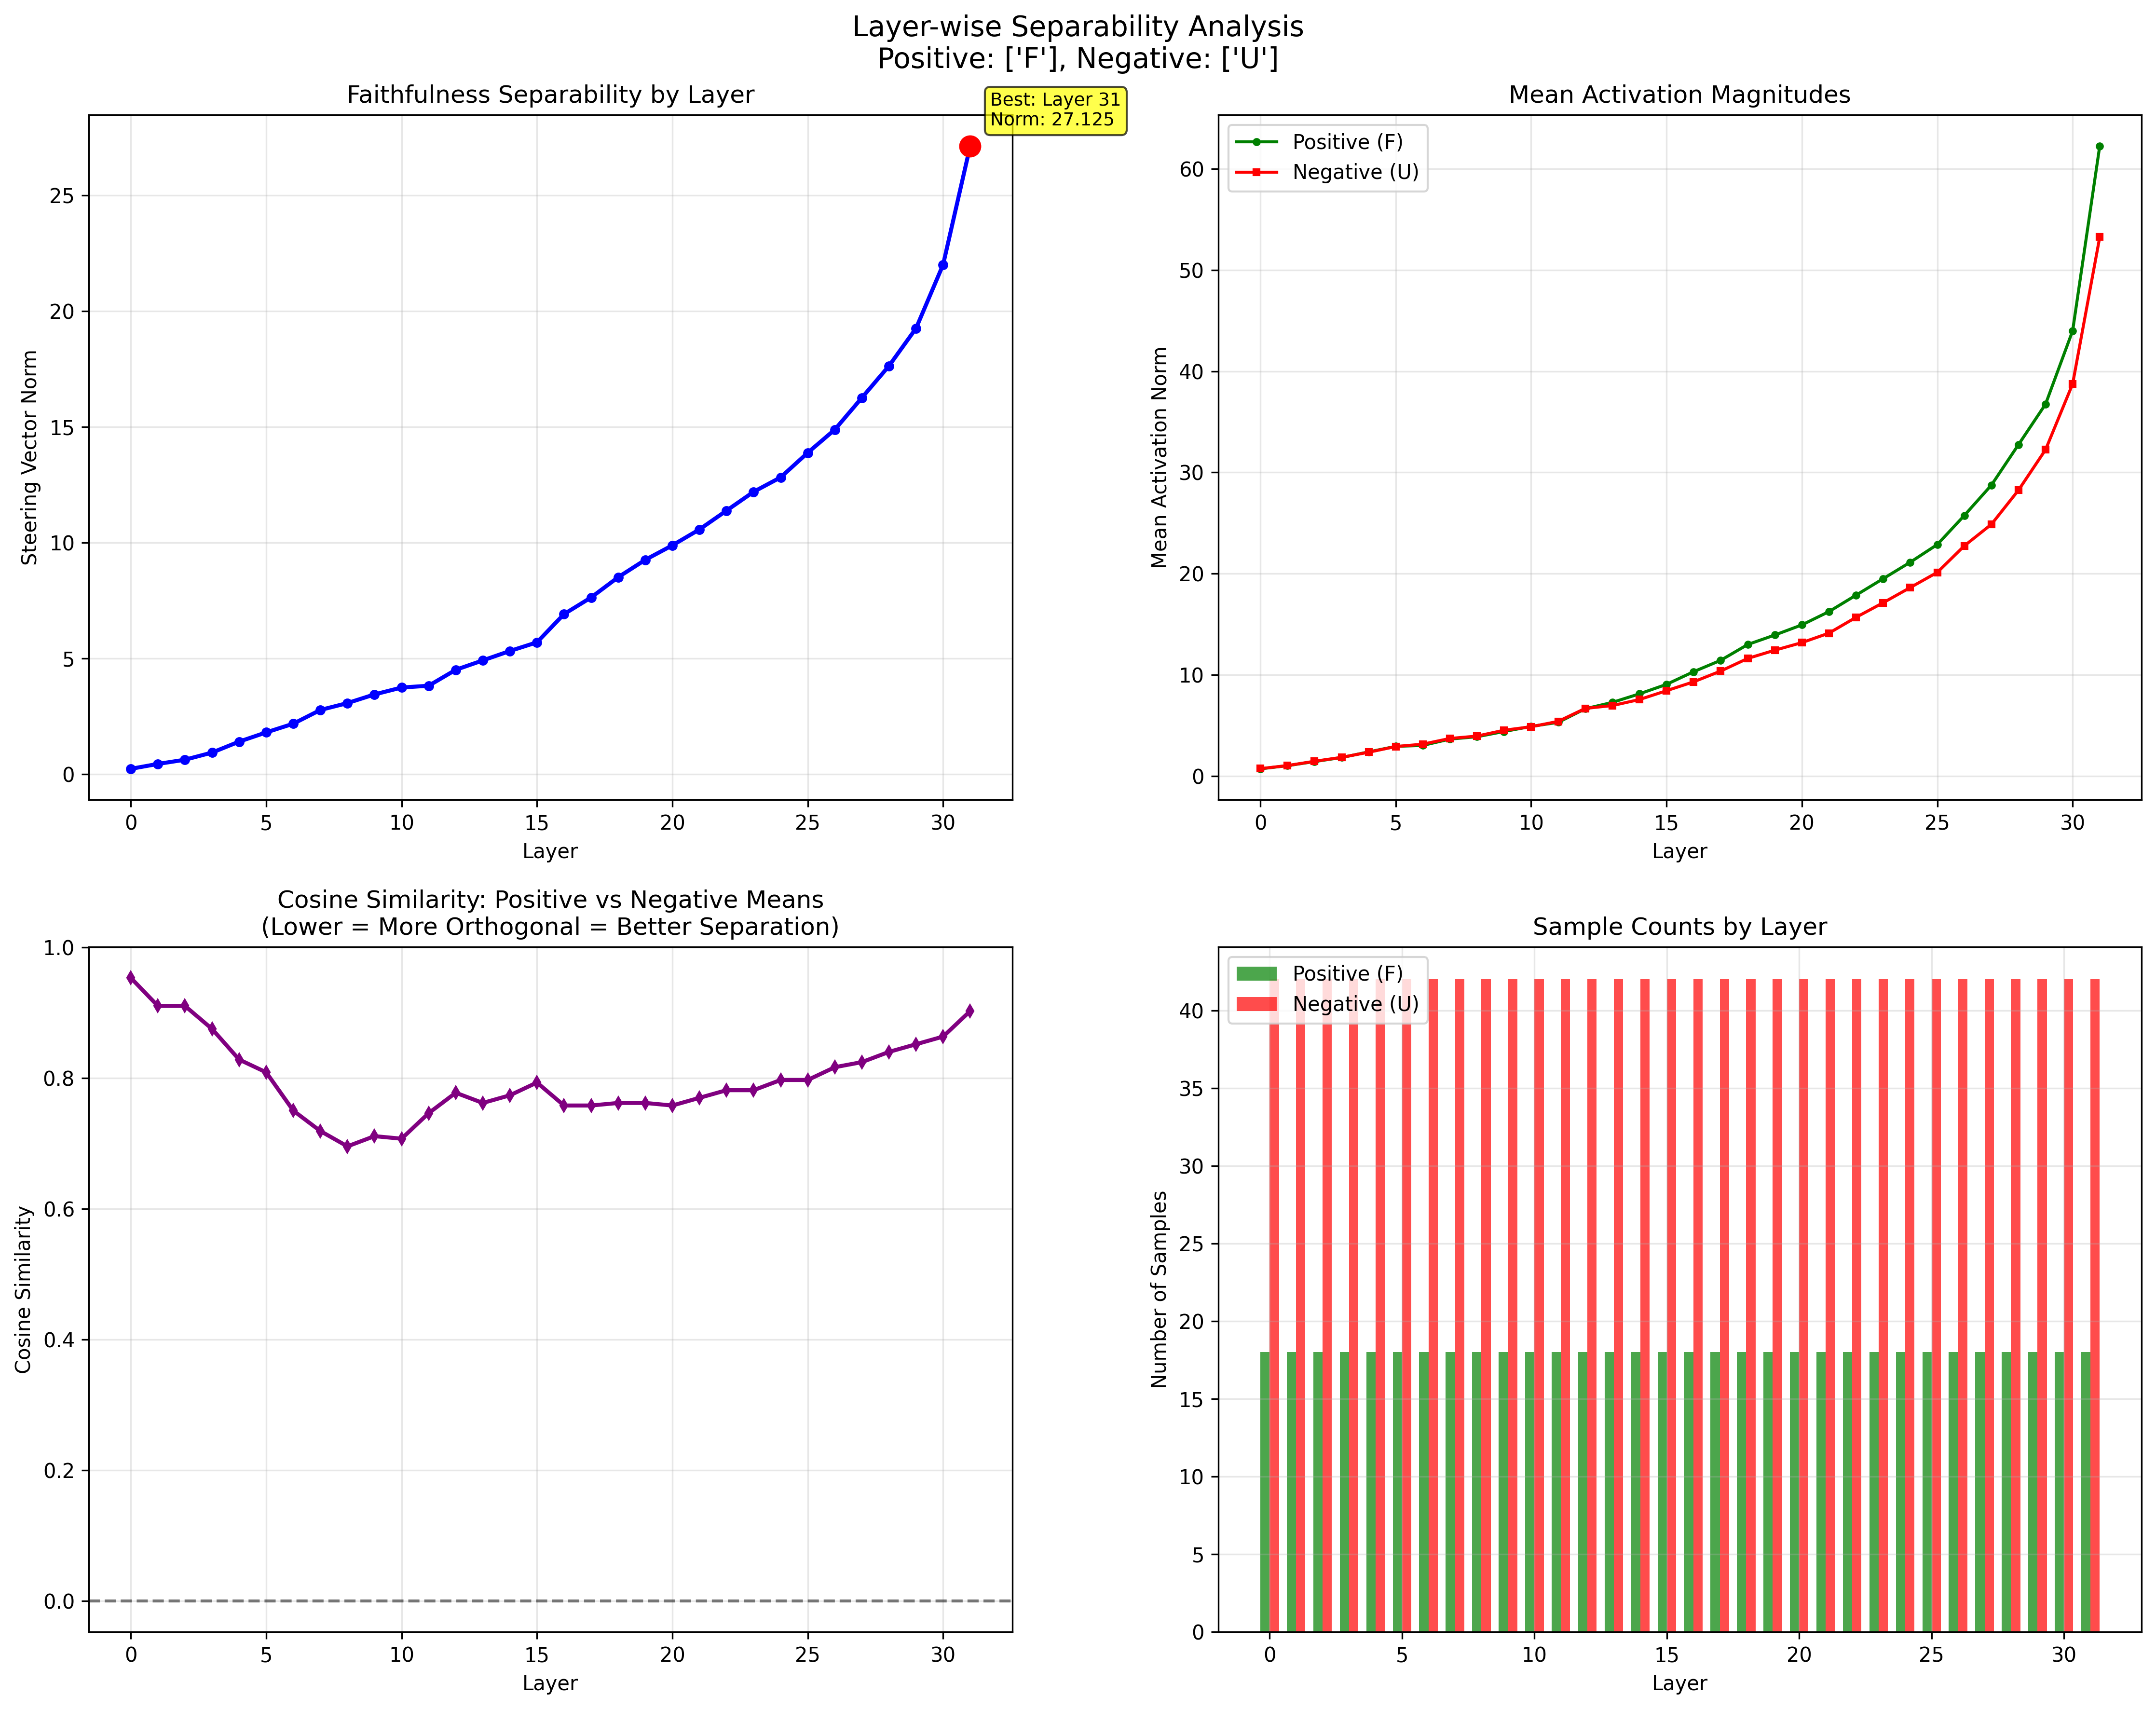 Layer-wise Separability Analysis
Positive: ['F'], Negative: ['U']
Faithfulness Separability by Layer
Best: Layer 31
Norm: 27.125
Steering Vector Norm
25
20
15
10
5
0
0 5 10 15 20 25 30
Layer
Mean Activation Magnitudes
Positive (F)
Negative (U)
Mean Activation Norm
60
50
40
30
20
10
0
0 5 10 15 20 25 30
Layer
Cosine Similarity: Positive vs Negative Means
(Lower = More Orthogonal = Better Separation)
Cosine Similarity
1.0
0.8
0.6
0.4
0.2
0.0
0 5 10 15 20 25 30
Layer
Sample Counts by Layer
Positive (F)
Negative (U)
Number of Samples
40
35
30
25
20
15
10
5
0
0 5 10 15 20 25 30
Layer